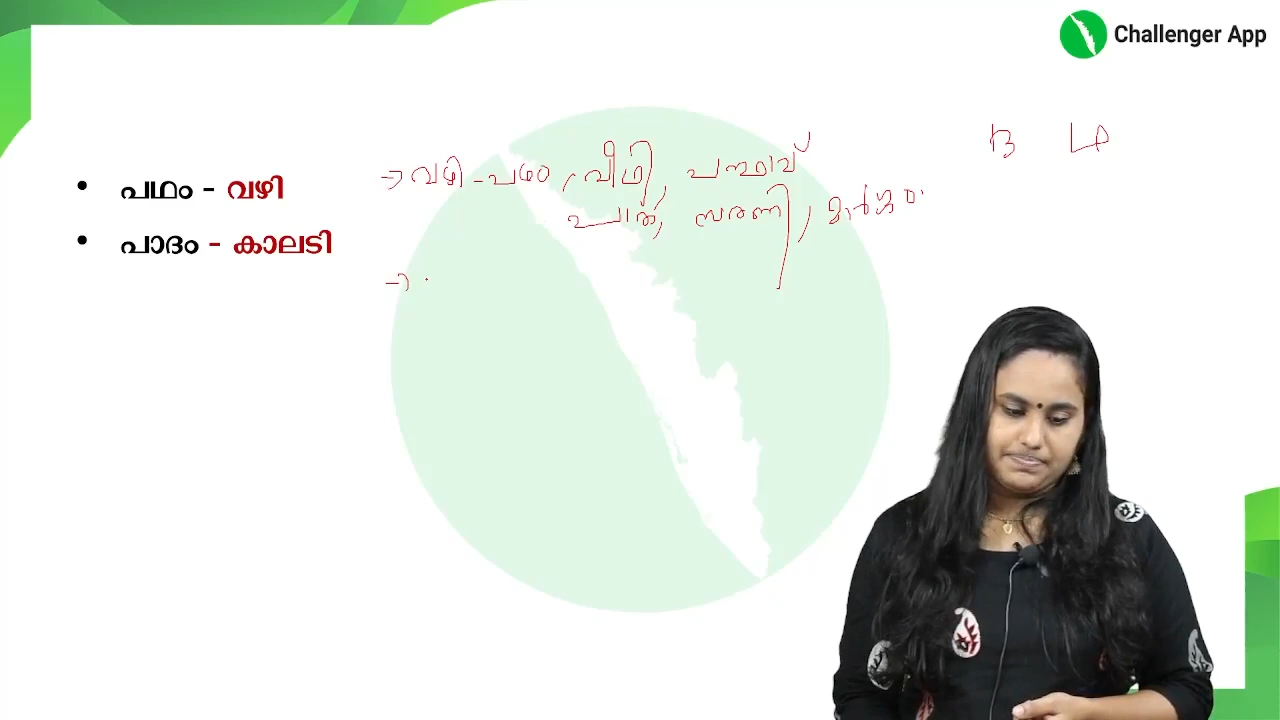 Challenger App
ദ ഥ
• പഥം - വഴി
→ വഴി - പഥം, വീഥി, പന്ഥാവ്
പാത, സരണി, മാർഗ്ഗം
• പാദം - കാലടി
→